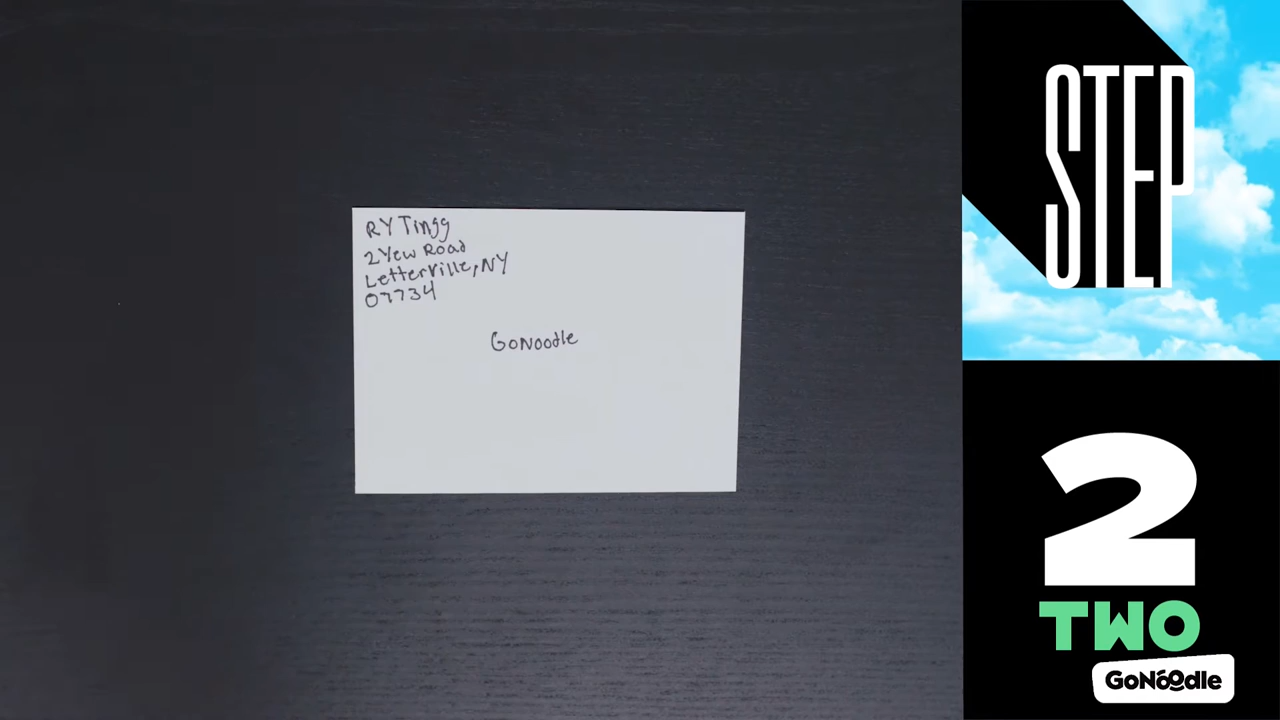 RY Tingg
2 Yew Road
Letterville, NY
07734
GoNoodle
STEP
2
TWO
GoNoodle